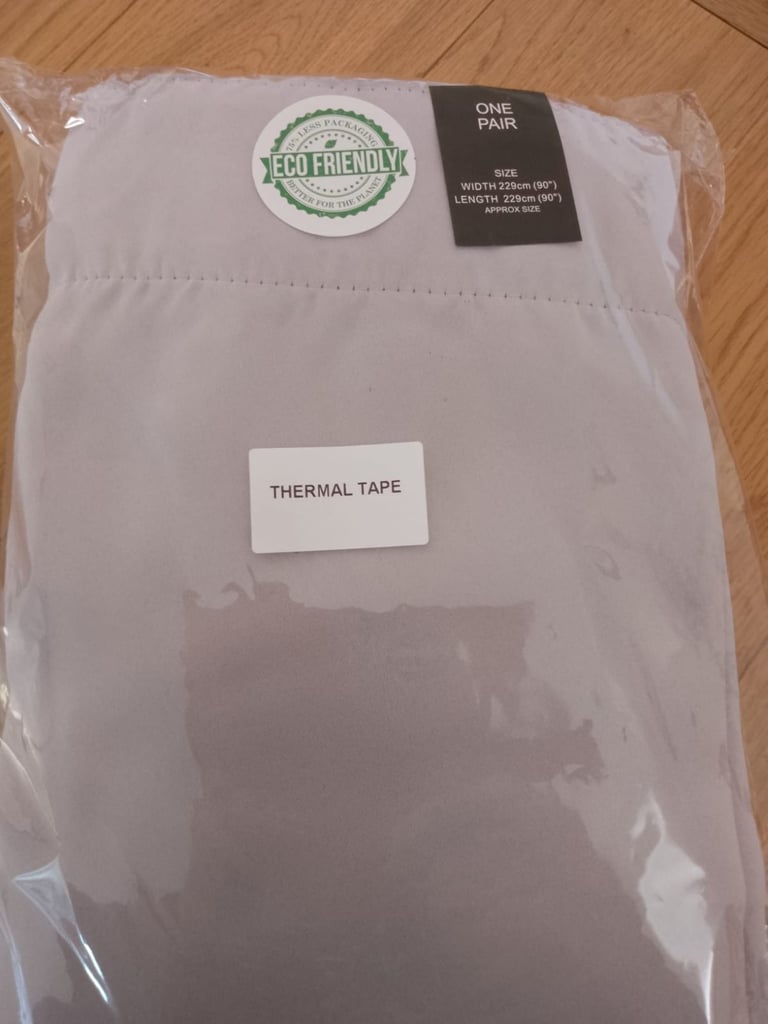 75% LESS PACKAGING
ECO FRIENDLY
BETTER FOR THE PLANET
ONE
PAIR
SIZE
WIDTH 229cm (90")
LENGTH 229cm (90")
APPROX SIZE
THERMAL TAPE